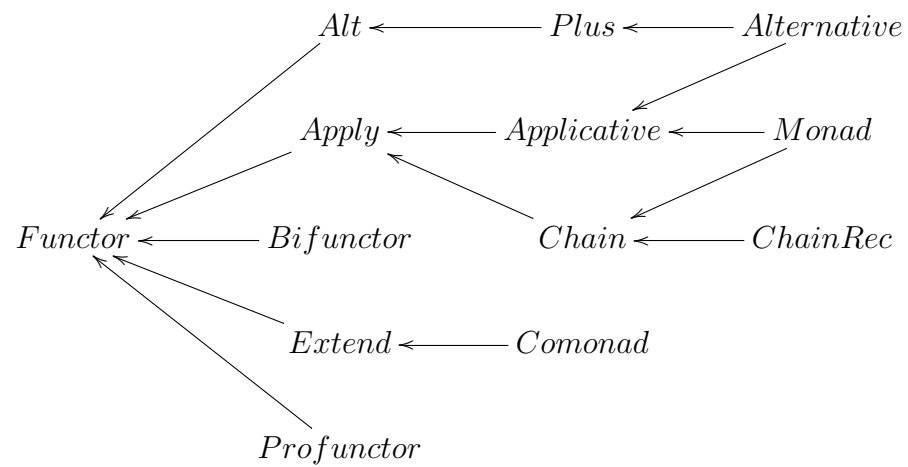 Alt Plus Alternative
Apply Applicative Monad
Functor Bifunctor Chain ChainRec
Extend Comonad
Profunctor